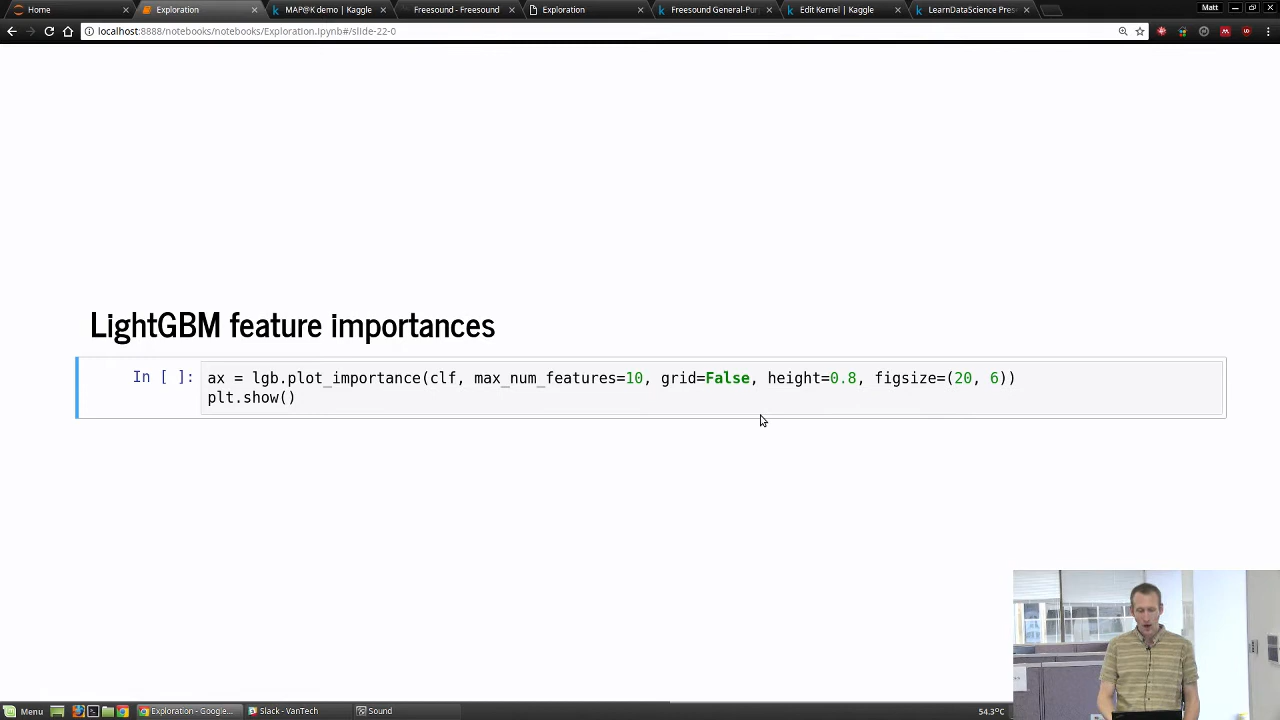 Home
Exploration
MAP@K demo | Kaggle
Freesound - Freesound
Exploration
Freesound General-Pur
Edit Kernel | Kaggle
LearnDataScience Pres
Matt
localhost:8888/notebooks/notebooks/Exploration.ipynb#/slide-22-0
LightGBM feature importances
In [ ]:
ax = lgb.plot_importance(clf, max_num_features=10, grid=False, height=0.8, figsize=(20, 6))
plt.show()
Menu
Exploration - Google...
Slack - VanTech
Sound
54.3°C